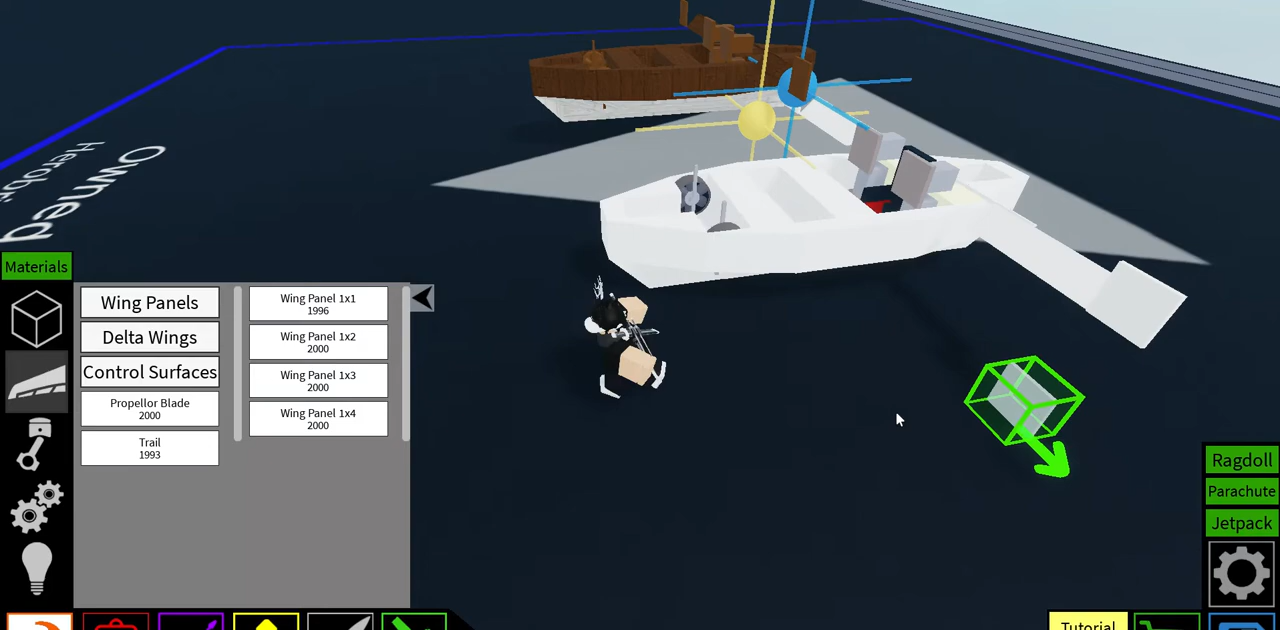 Owned
Materials
Wing Panels
Delta Wings
Control Surfaces
Propellor Blade
2000
Trail
1993
Wing Panel 1x1
1996
Wing Panel 1x2
2000
Wing Panel 1x3
2000
Wing Panel 1x4
2000
Ragdoll
Parachute
Jetpack
Tutorial